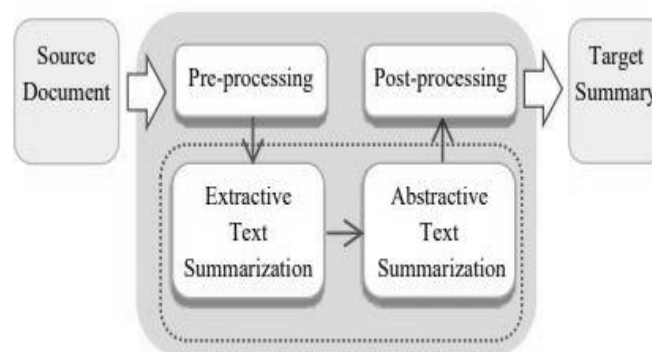 Source
Document
Pre-processing
Post-processing
Target
Summary
Extractive
Text
Summarization
Abstractive
Text
Summarization